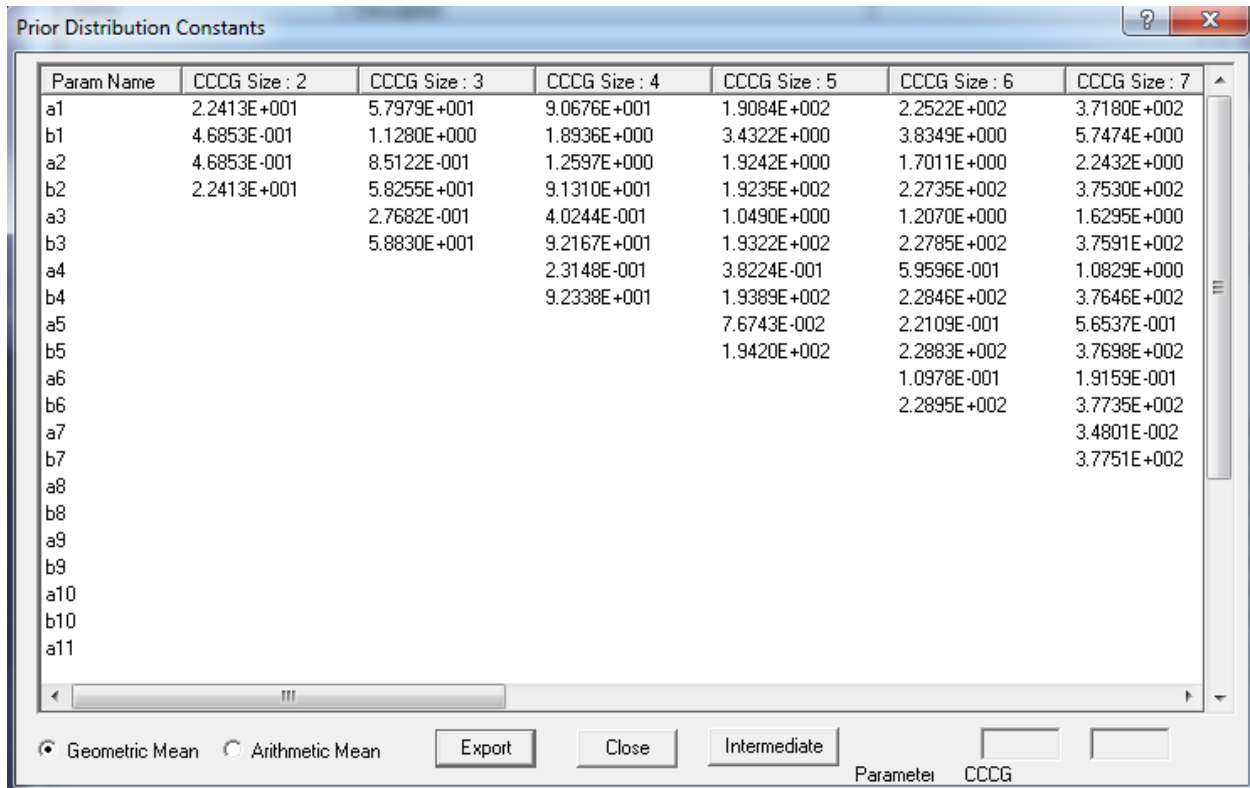 Prior Distribution Constants
Param Name CCCG Size : 2 CCCG Size : 3 CCCG Size : 4 CCCG Size : 5 CCCG Size : 6 CCCG Size : 7
a1 2.2413E+001 5.7979E+001 9.0676E+001 1.9084E+002 2.2522E+002 3.7180E+002
b1 4.6853E-001 1.1280E+000 1.8936E+000 3.4322E+000 3.8349E+000 5.7474E+000
a2 4.6853E-001 8.5122E-001 1.2597E+000 1.9242E+000 1.7011E+000 2.2432E+000
b2 2.2413E+001 5.8255E+001 9.1310E+001 1.9235E+002 2.2735E+002 3.7530E+002
a3 2.7682E-001 4.0244E-001 1.0490E+000 1.2070E+000 1.6295E+000
b3 5.8830E+001 9.2167E+001 1.9322E+002 2.2785E+002 3.7591E+002
a4 2.3148E-001 3.8224E-001 5.9596E-001 1.0829E+000
b4 9.2338E+001 1.9389E+002 2.2846E+002 3.7646E+002
a5 7.6743E-002 2.2109E-001 5.6537E-001
b5 1.9420E+002 2.2883E+002 3.7698E+002
a6 1.0978E-001 1.9159E-001
b6 2.2895E+002 3.7735E+002
a7 3.4801E-002
b7 3.7751E+002
a8
b8
a9
b9
a10
b10
a11
Geometric Mean Arithmetic Mean Export Close Intermediate
Parameter CCCG